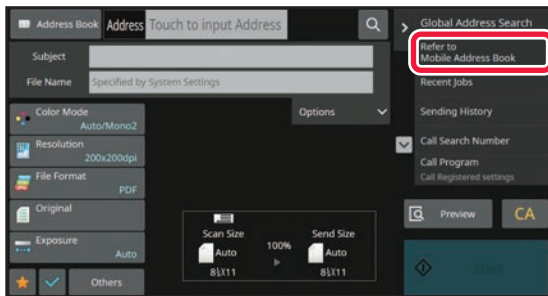 Address Book
Address
Touch to input Address
Subject
File Name
Specified by System Settings
Options
Color Mode
Auto/Mono2
Resolution
200x200dpi
File Format
PDF
Original
Exposure
Auto
Others
Scan Size
Auto
8½X11
100%
Send Size
Auto
8½X11
Global Address Search
Refer to
Mobile Address Book
Recent Jobs
Sending History
Call Search Number
Call Program
Call Registered settings
Preview
CA
Start